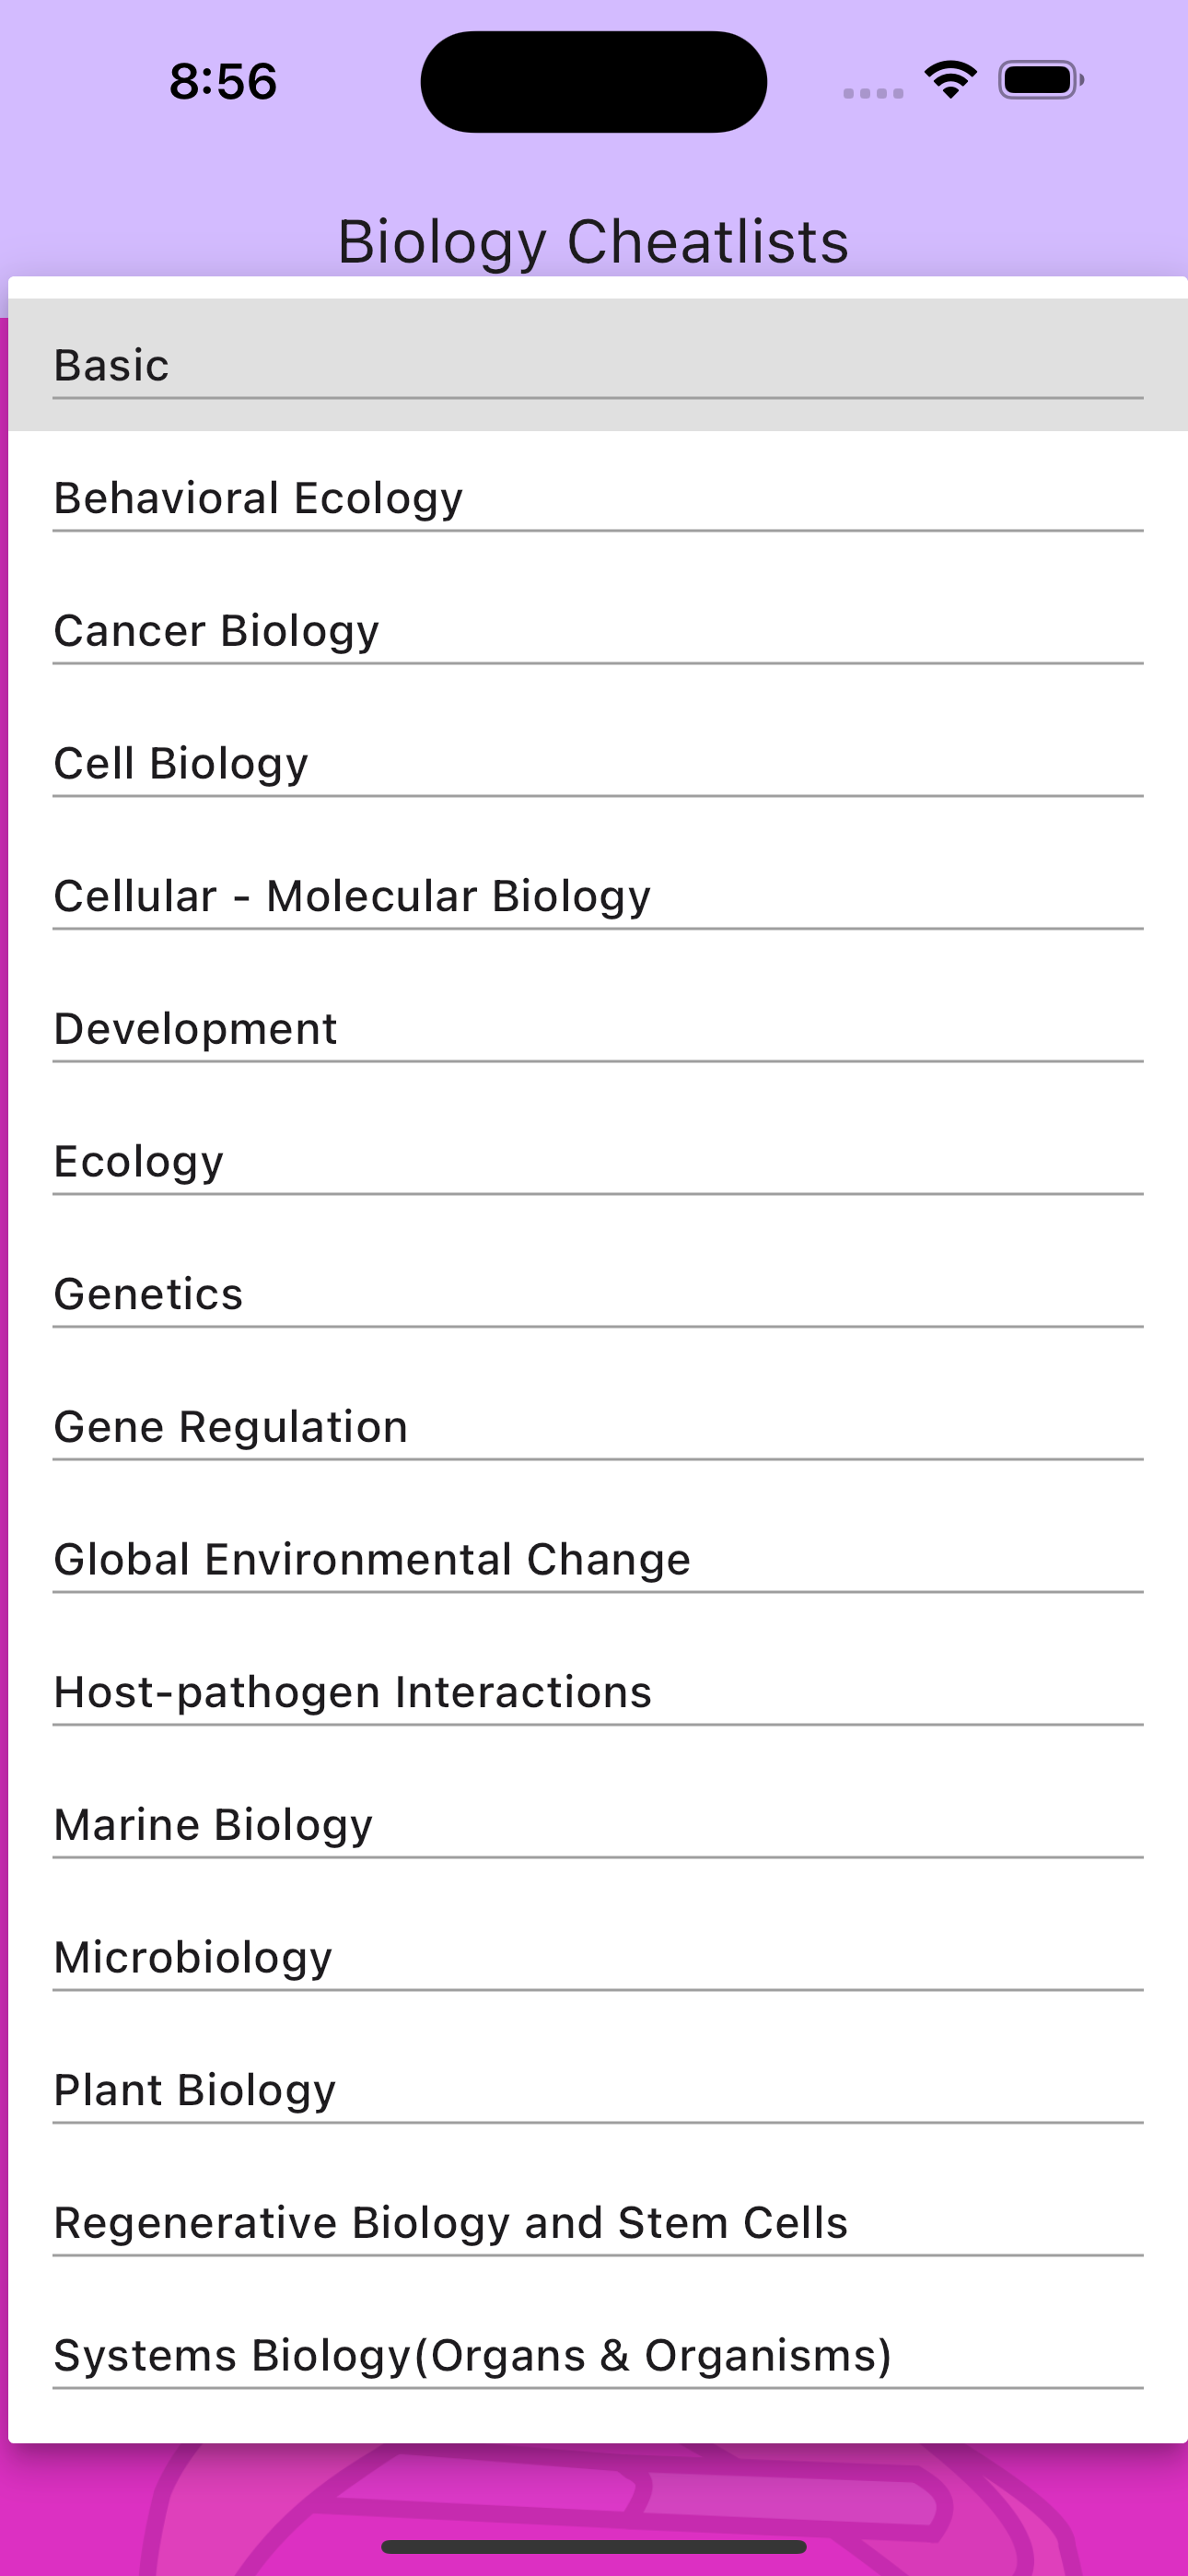 8:56
Biology Cheatlists
Basic
Behavioral Ecology
Cancer Biology
Cell Biology
Cellular - Molecular Biology
Development
Ecology
Genetics
Gene Regulation
Global Environmental Change
Host-pathogen Interactions
Marine Biology
Microbiology
Plant Biology
Regenerative Biology and Stem Cells
Systems Biology(Organs & Organisms)